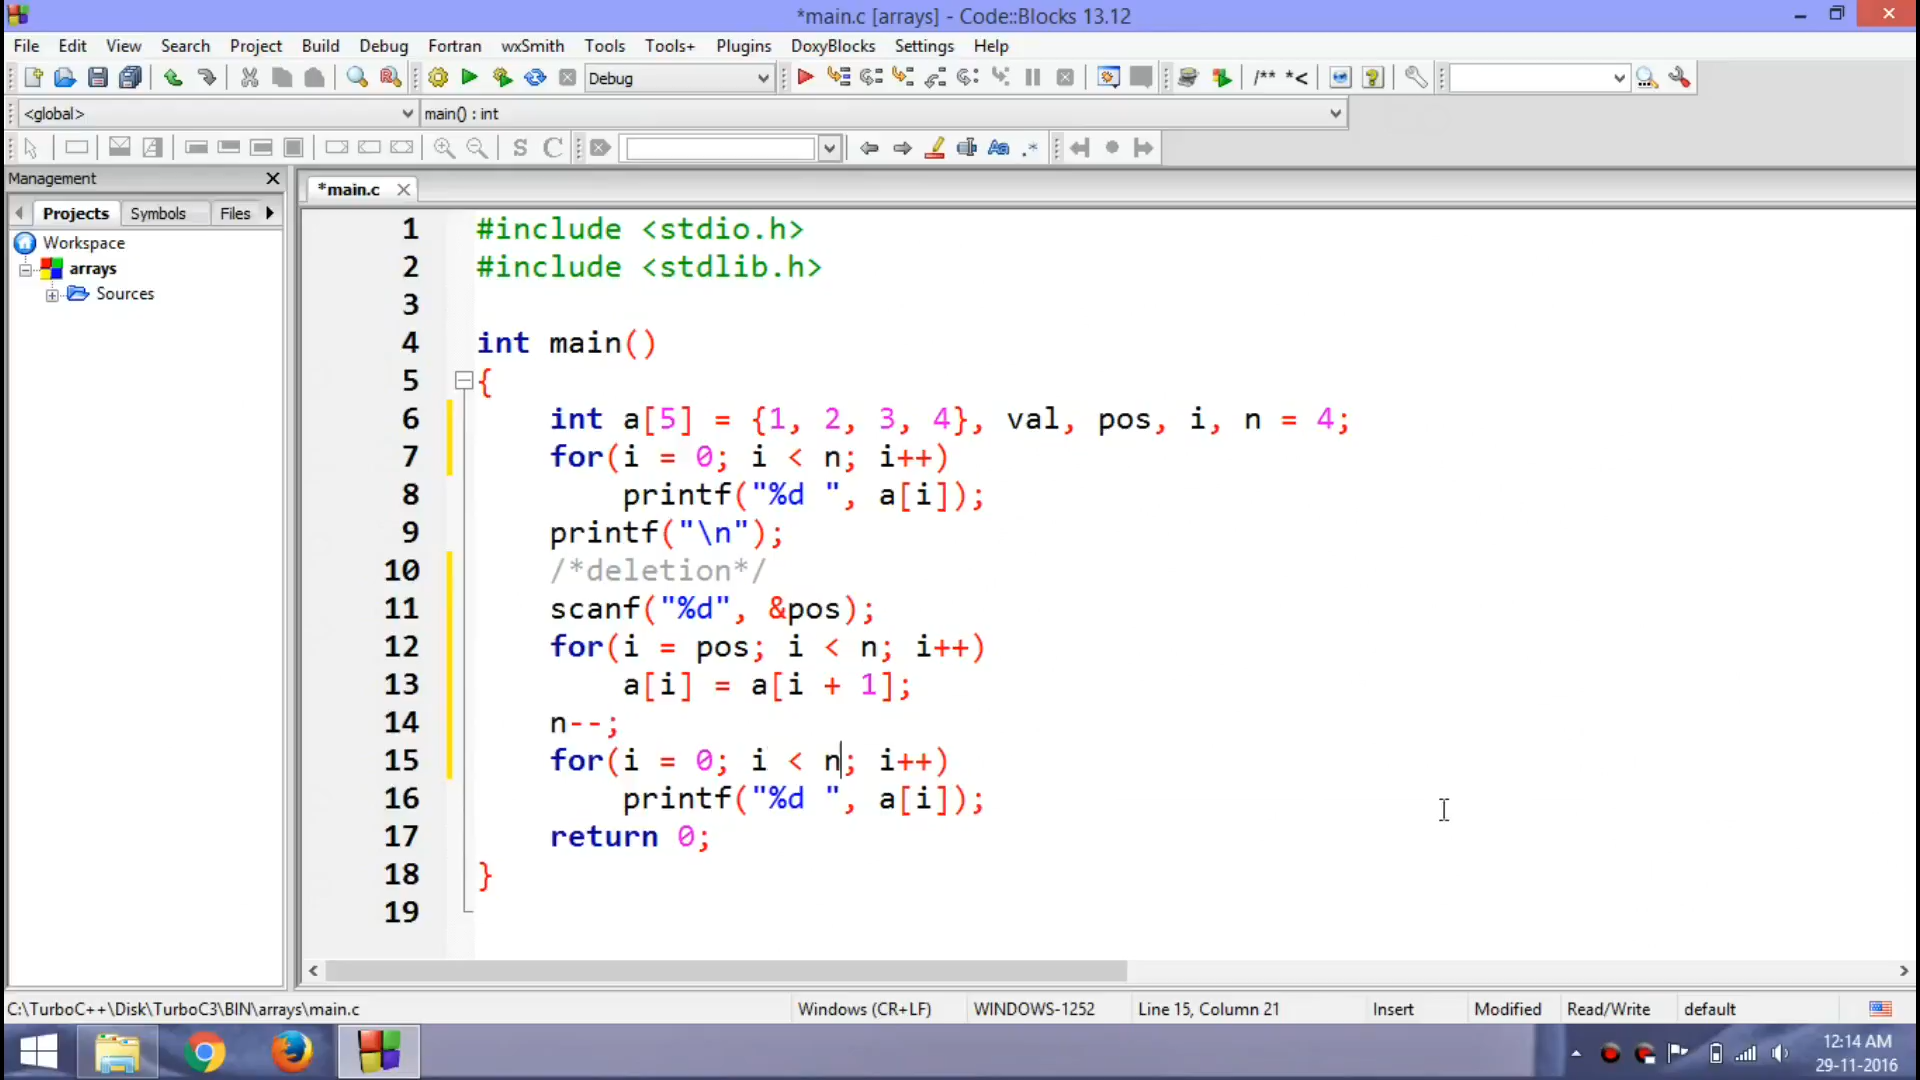 *main.c [arrays] - Code::Blocks 13.12
File Edit View Search Project Build Debug Fortran wxSmith Tools Tools+ Plugins DoxyBlocks Settings Help
Debug /** *<
<global> main() : int
S C Aa .*
Management
*main.c
Projects Symbols Files
Workspace
arrays
Sources
1 #include <stdio.h>
2 #include <stdlib.h>
3
4 int main()
5 {
6 int a[5] = {1, 2, 3, 4}, val, pos, i, n = 4;
7 for(i = 0; i < n; i++)
8 printf("%d ", a[i]);
9 printf("\n");
10 /*deletion*/
11 scanf("%d", &pos);
12 for(i = pos; i < n; i++)
13 a[i] = a[i + 1];
14 n--;
15 for(i = 0; i < n; i++)
16 printf("%d ", a[i]);
17 return 0;
18 }
19
C:\TurboC++\Disk\TurboC3\BIN\arrays\main.c Windows (CR+LF) WINDOWS-1252 Line 15, Column 21 Insert Modified Read/Write default
12:14 AM
29-11-2016